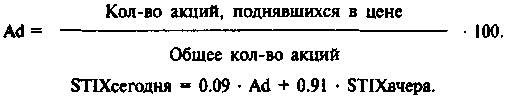 Кол-во акций, поднявшихся в цене
Ad = ———————————— · 100.
Общее кол-во акций
STIXсегодня = 0.09 · Ad + 0.91 · STIXвчера.